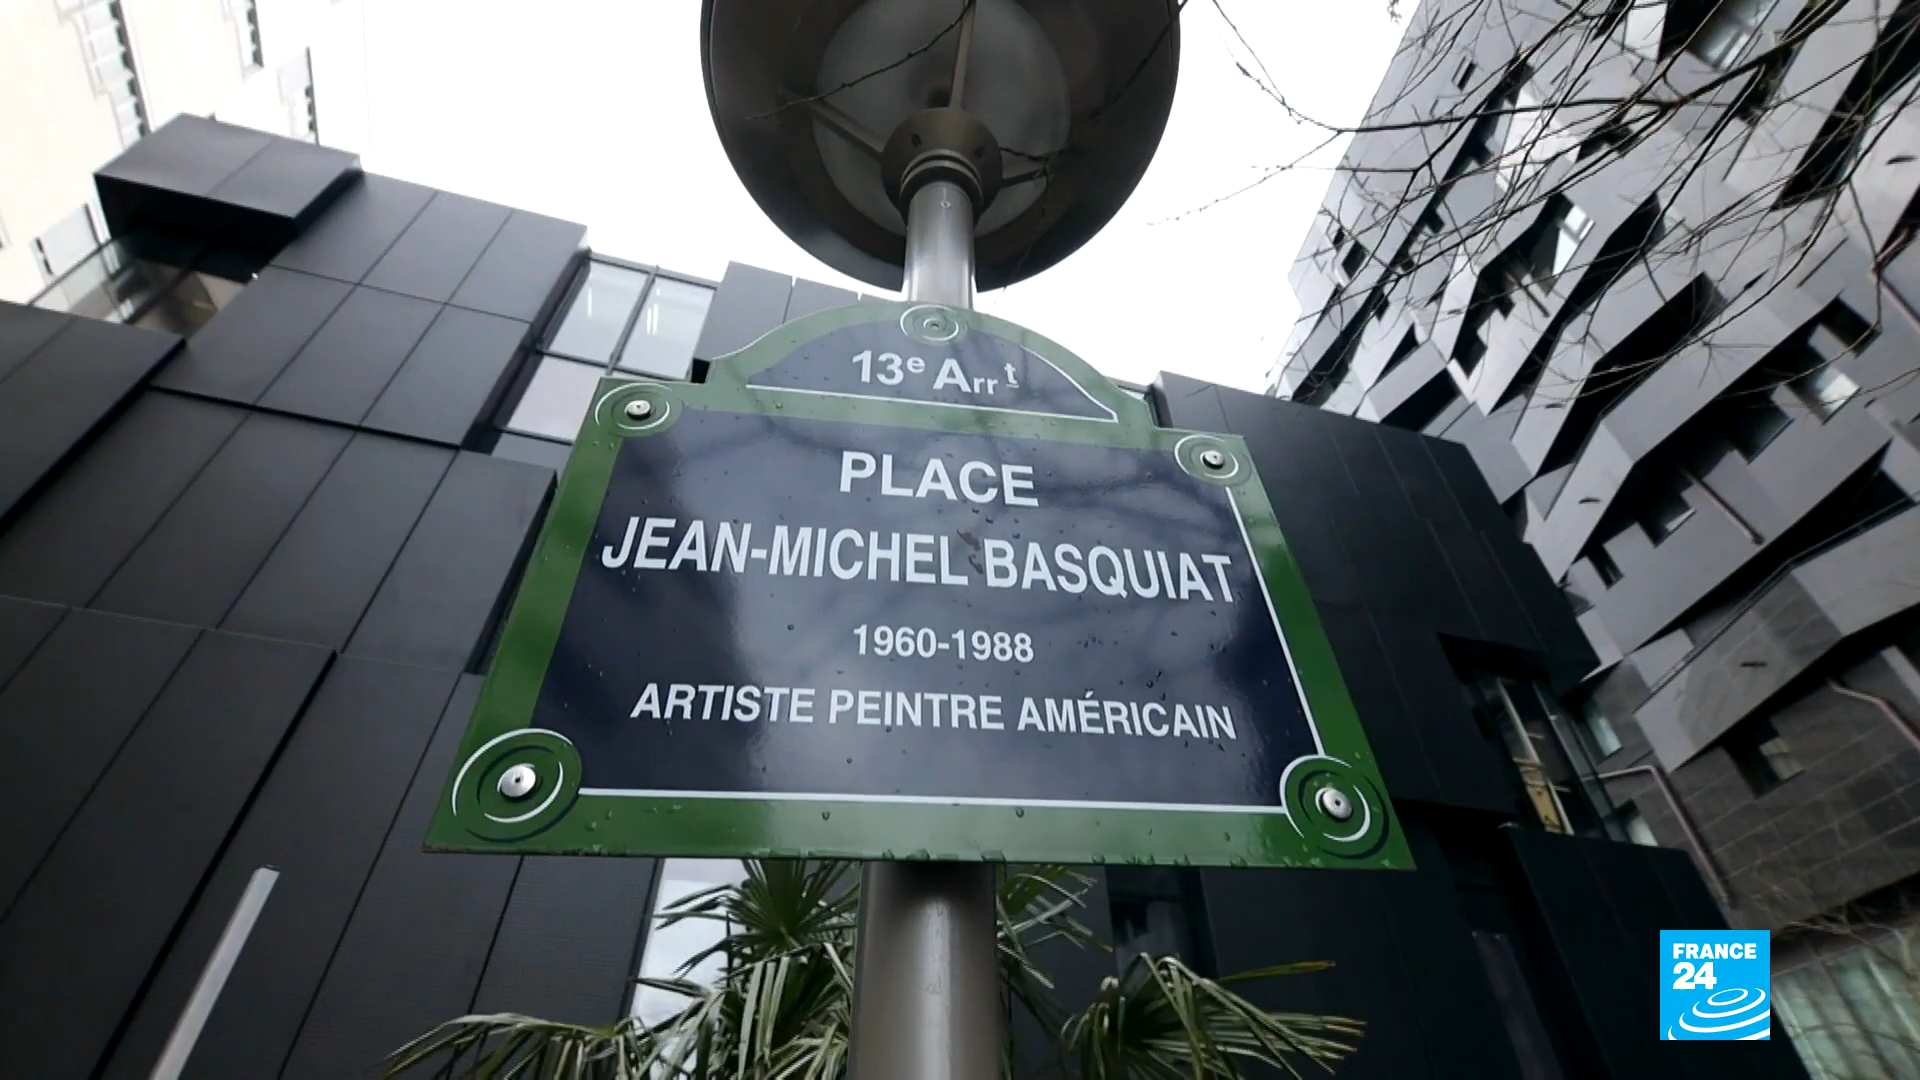 13e Arrt
PLACE
JEAN-MICHEL BASQUIAT
1960-1988
ARTISTE PEINTRE AMÉRICAIN
FRANCE
24